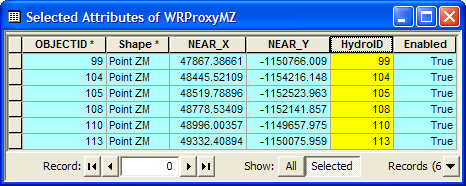 Selected Attributes of WRProxyMZ
OBJECTID * Shape * NEAR_X NEAR_Y HydroID Enabled
99 Point ZM 47867.38661 -1150766.009 99 True
104 Point ZM 48445.52109 -1154216.148 104 True
105 Point ZM 48519.78896 -1152523.963 105 True
108 Point ZM 48778.53409 -1152141.857 108 True
110 Point ZM 48996.00357 -1149657.975 110 True
113 Point ZM 49332.40894 -1150075.959 113 True
Record: 0 Show: All Selected Records (6